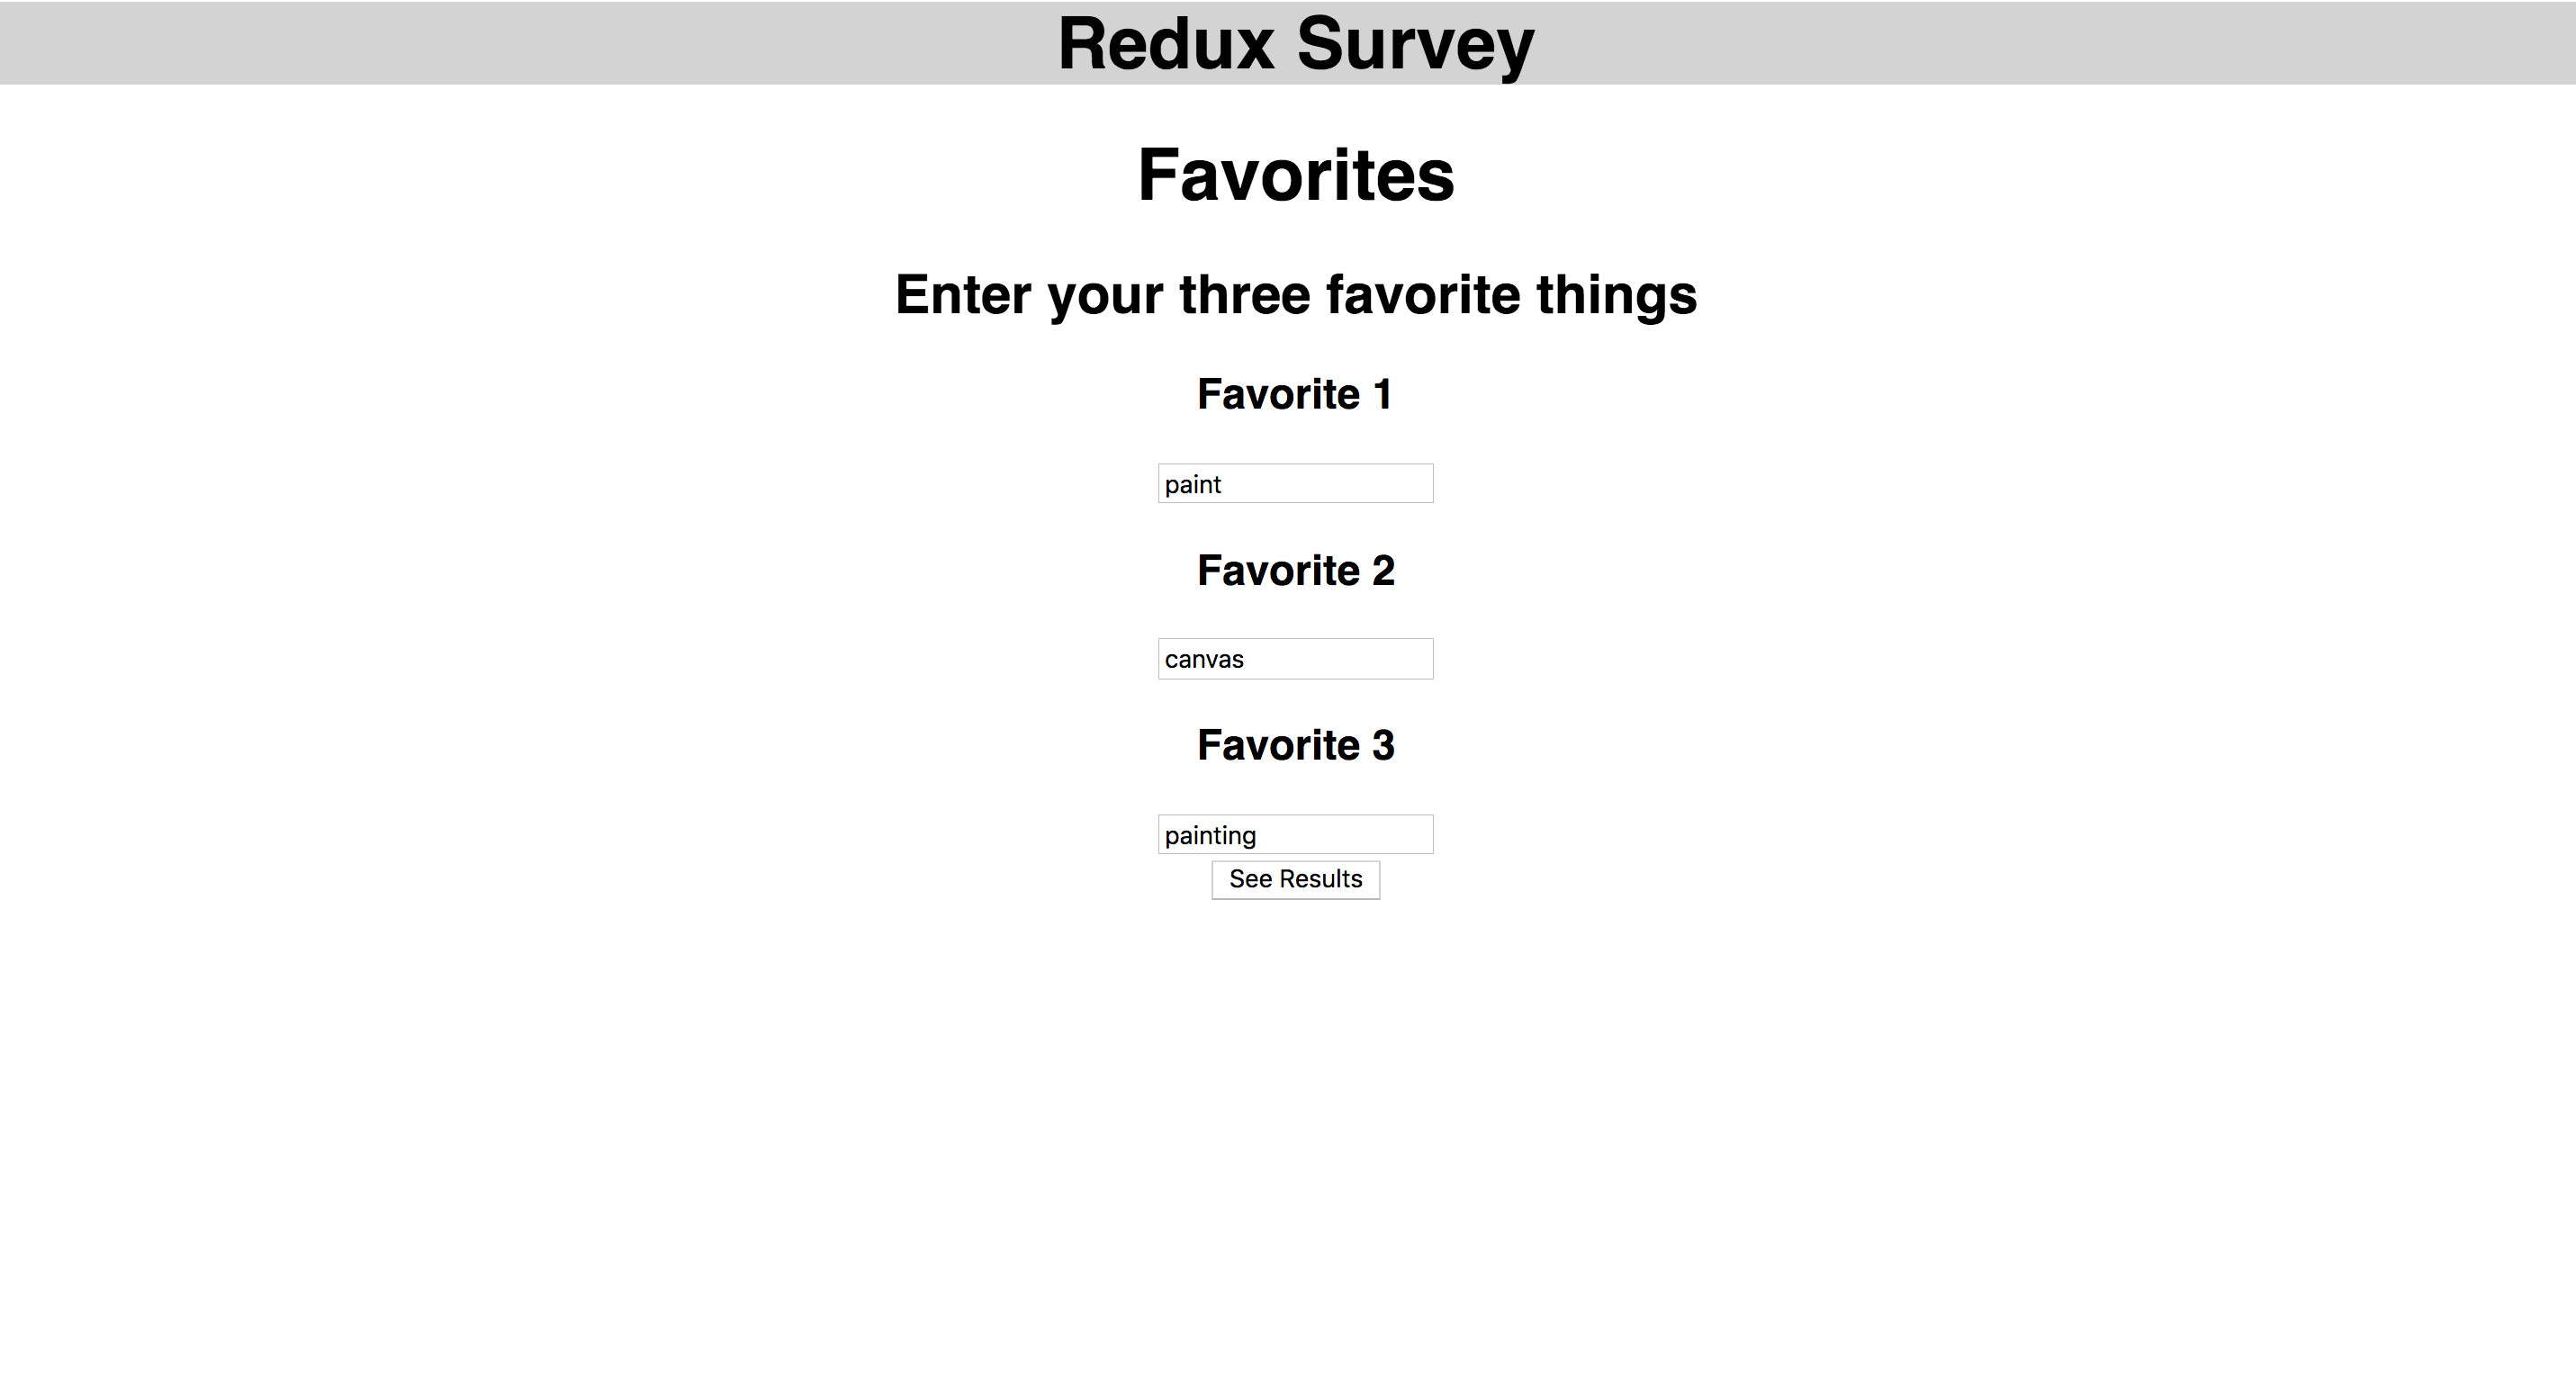 Redux Survey
Favorites
Enter your three favorite things
Favorite 1
paint
Favorite 2
canvas
Favorite 3
painting
See Results